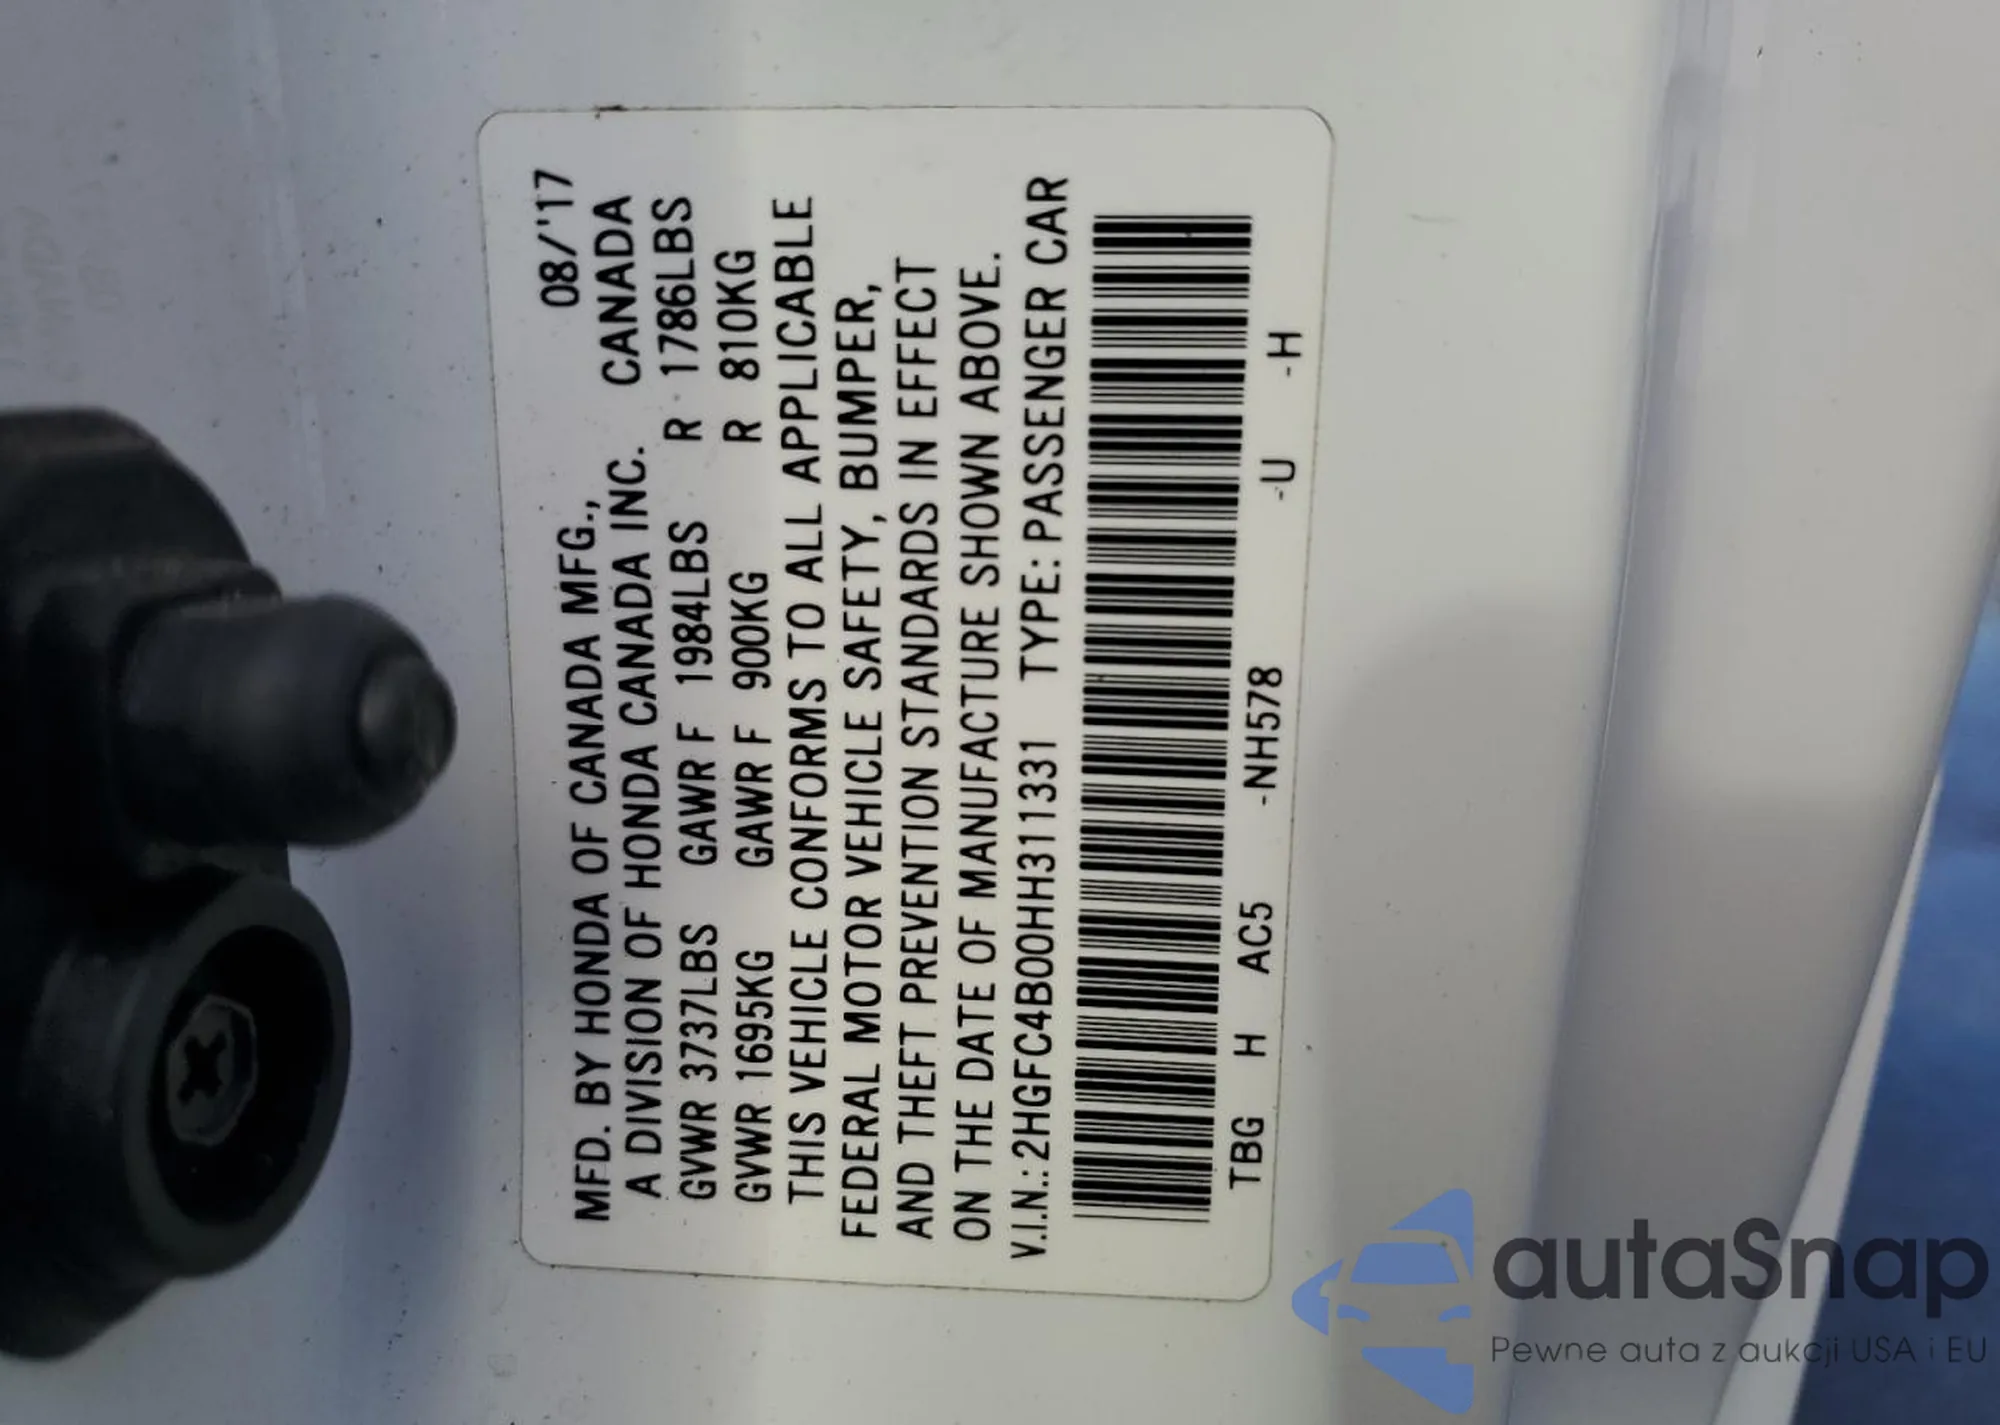 MFD. BY HONDA OF CANADA MFG., 08/'17
A DIVISION OF HONDA CANADA INC. CANADA
GVWR 3737LBS GAWR F 1984LBS R 1786LBS
GVWR 1695KG GAWR F 900KG R 810KG
THIS VEHICLE CONFORMS TO ALL APPLICABLE
FEDERAL MOTOR VEHICLE SAFETY, BUMPER,
AND THEFT PREVENTION STANDARDS IN EFFECT
ON THE DATE OF MANUFACTURE SHOWN ABOVE.
V.I.N.: 2HGFC4B00HH311331 TYPE: PASSENGER CAR
TBG H AC5 -NH578 -U -H
autaSnap
Pewne auta z aukcji USA i EU